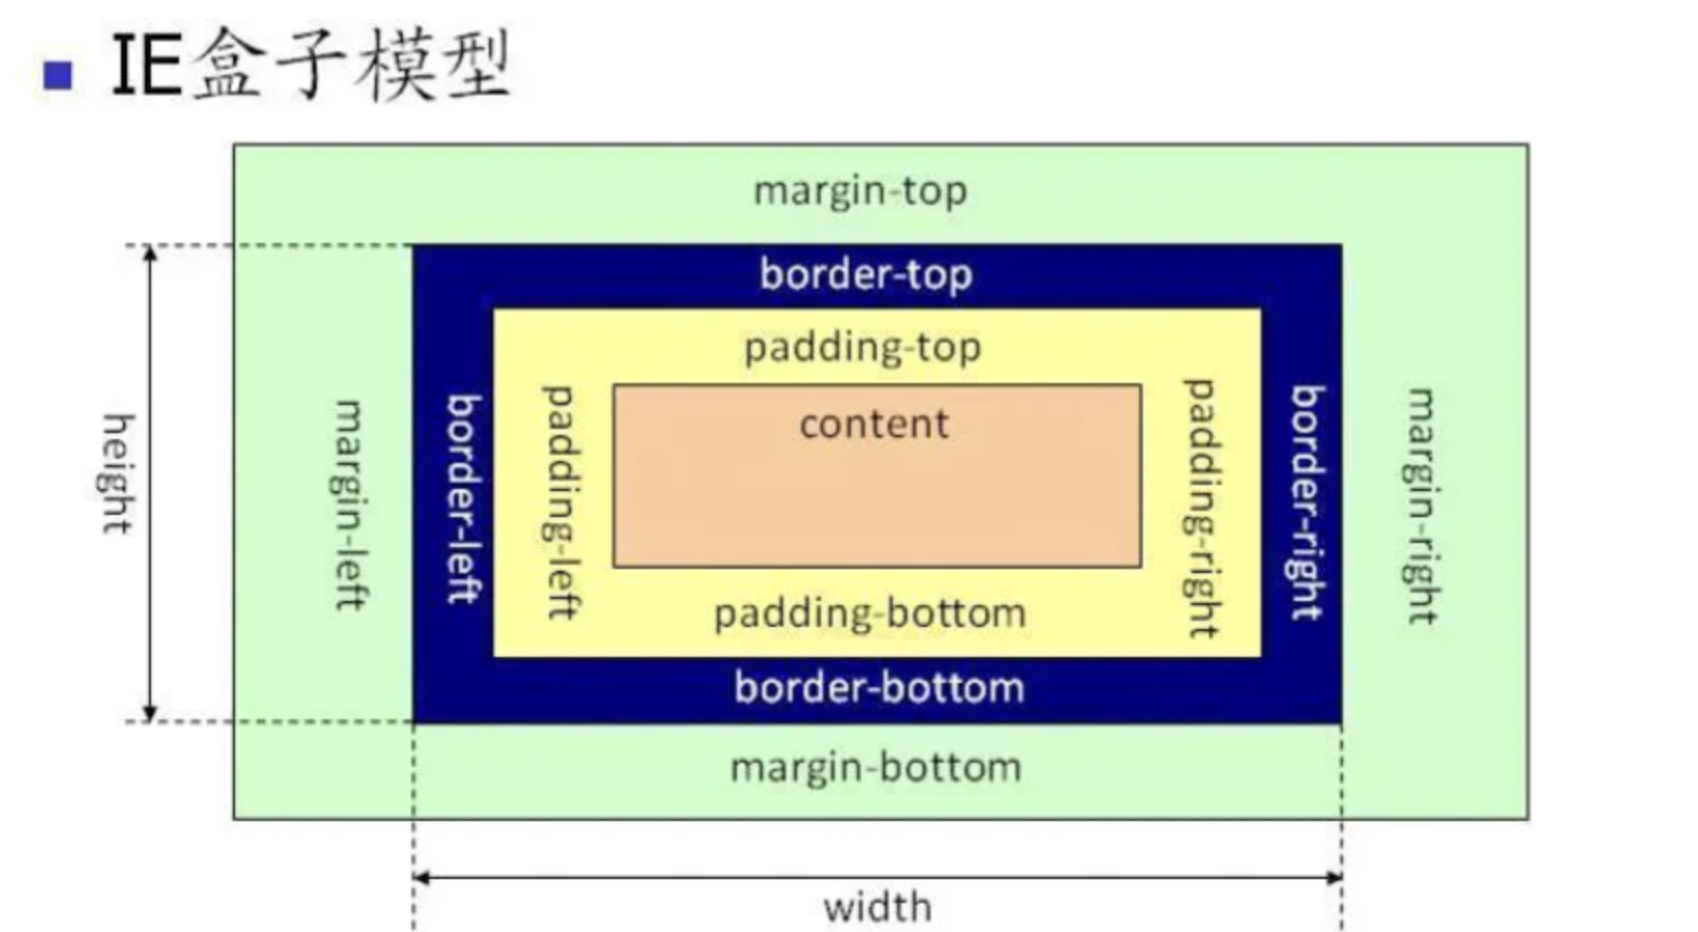 IE盒子模型
margin-top
border-top
padding-top
content
height
margin-left
border-left
padding-left
padding-right
border-right
margin-right
padding-bottom
border-bottom
margin-bottom
width